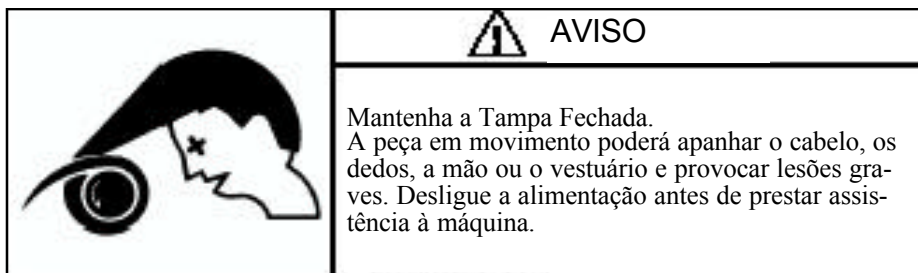 AVISO
Mantenha a Tampa Fechada.
A peça em movimento poderá apanhar o cabelo, os
dedos, a mão ou o vestuário e provocar lesões gra-
ves. Desligue a alimentação antes de prestar assis-
tência à máquina.